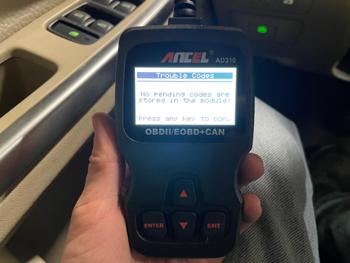 ANCEL
AD310
Trouble Codes
No pending codes are
stored in the module!
Press any key to con.
OBDII/EOBD+CAN
ENTER
EXIT